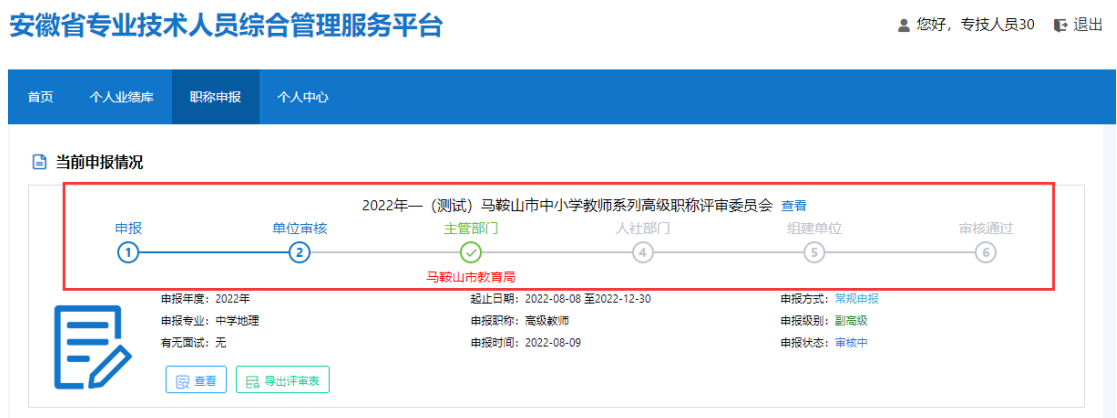 安徽省专业技术人员综合管理服务平台
您好，专技人员30 退出
首页 个人业绩库 职称申报 个人中心
当前申报情况
2022年—（测试）马鞍山市中小学教师系列高级职称评审委员会 查看
申报 单位审核 主管部门 人社部门 组建单位 审核通过
1 2 4 5 6
马鞍山市教育局
申报年度：2022年 起止日期：2022-08-08 至2022-12-30 申报方式：常规申报
申报专业：中学地理 申报职称：高级教师 申报级别：副高级
有无面试：无 申报时间：2022-08-09 申报状态：审核中
查看 导出评审表